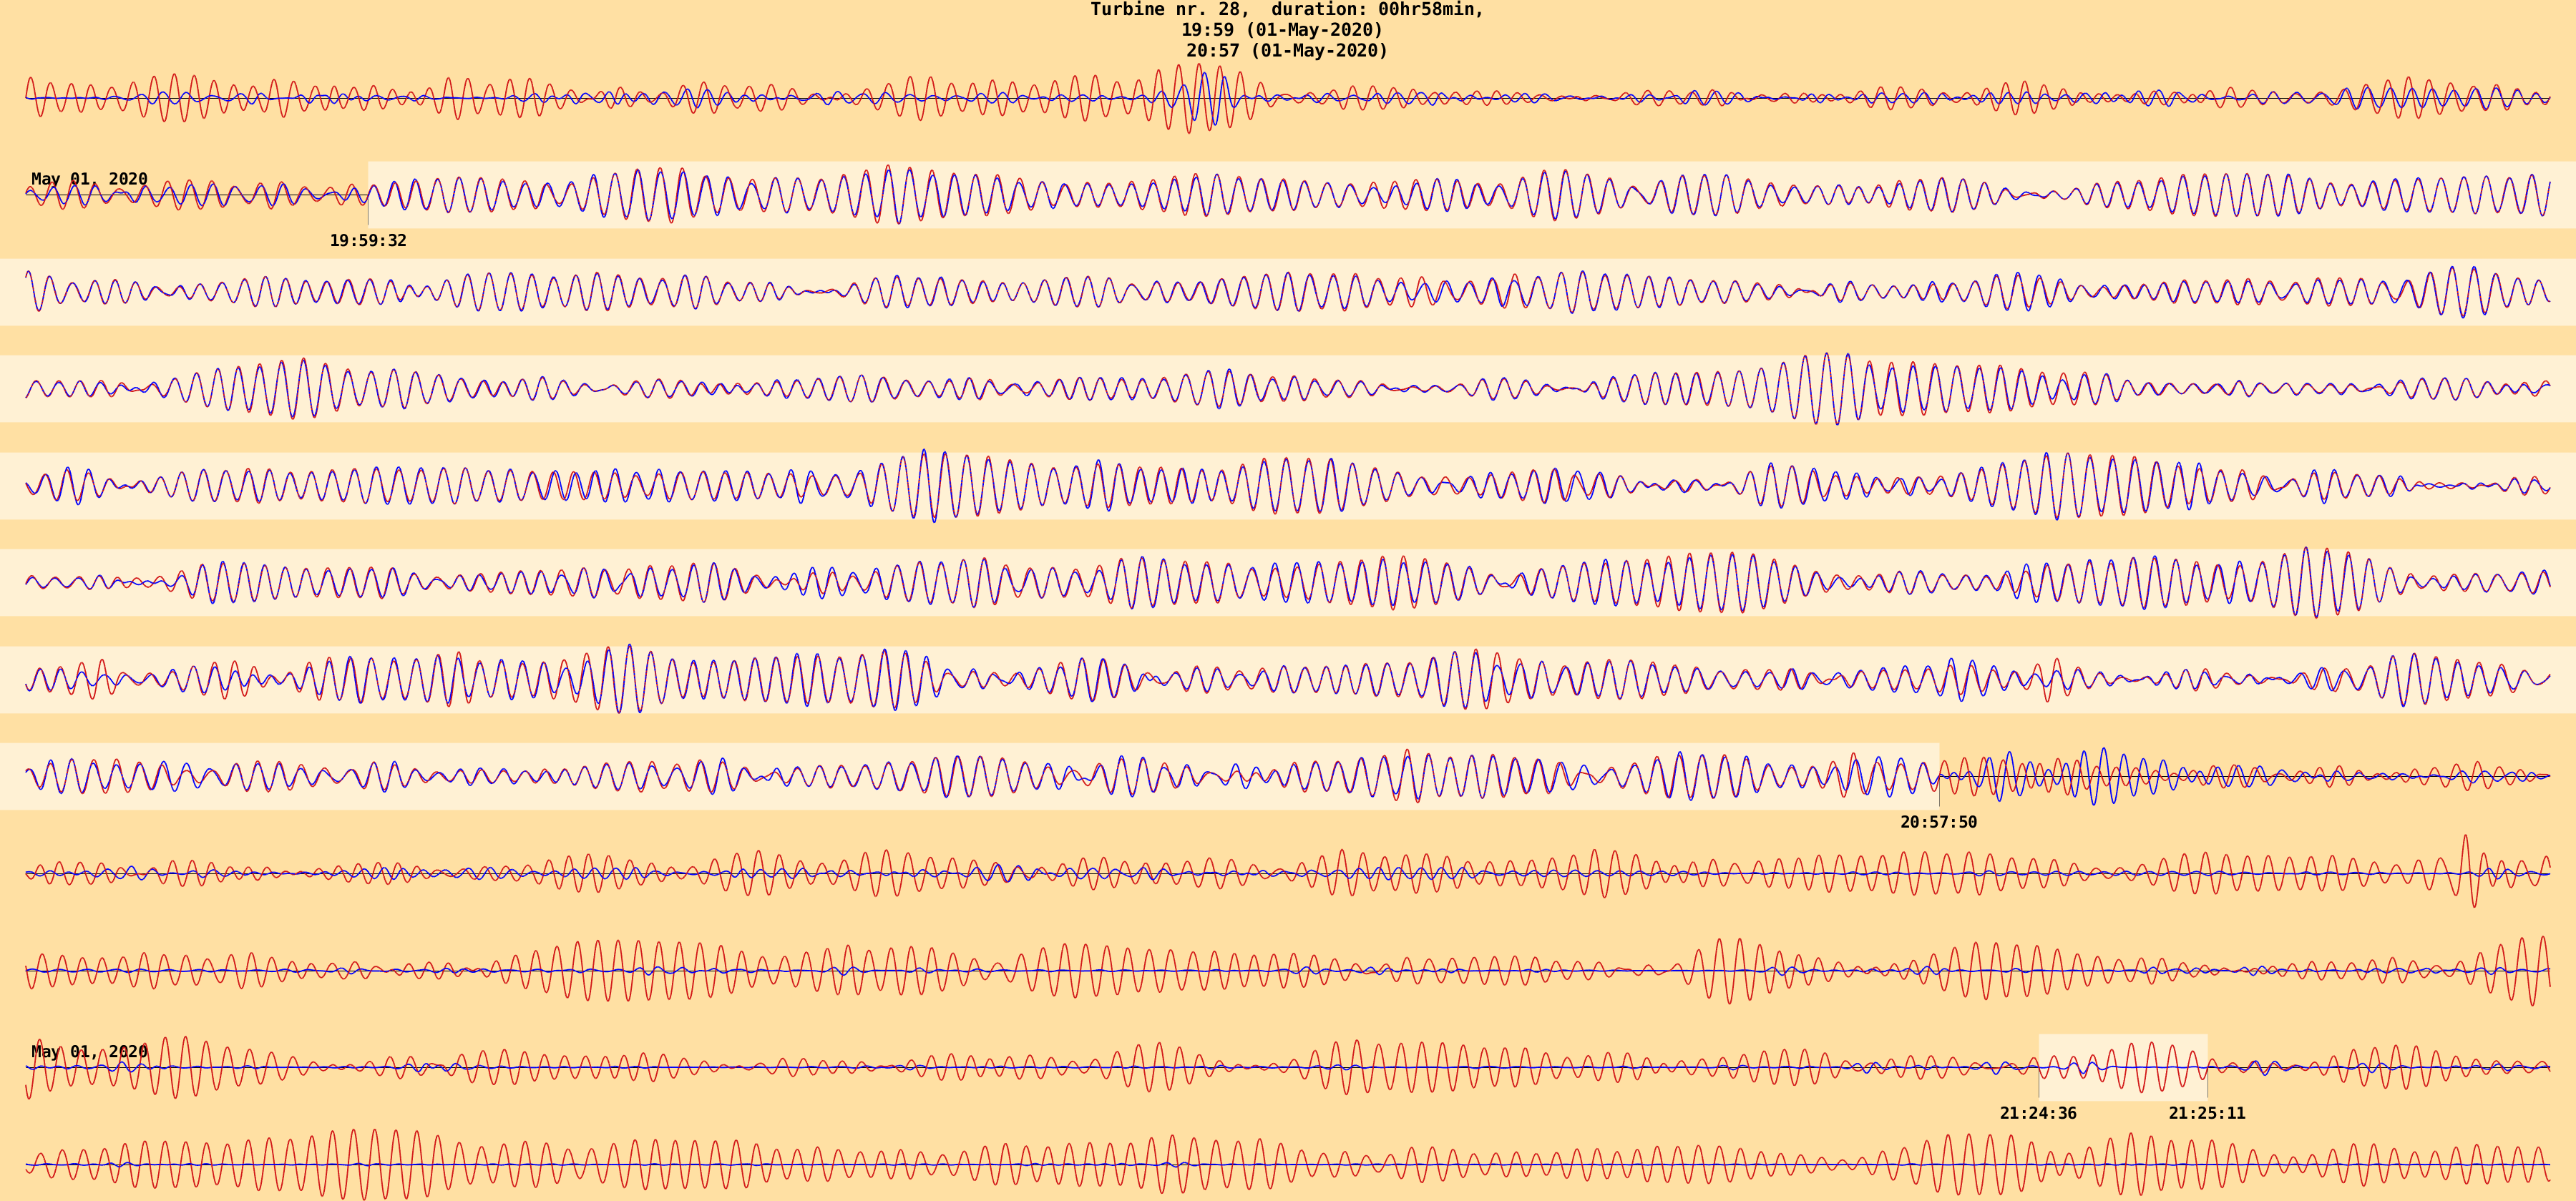 Turbine nr. 28,  duration: 00hr58min,
19:59 (01-May-2020)
20:57 (01-May-2020)
May 01, 2020
19:59:32
20:57:50
May 01, 2020
21:24:36 21:25:11